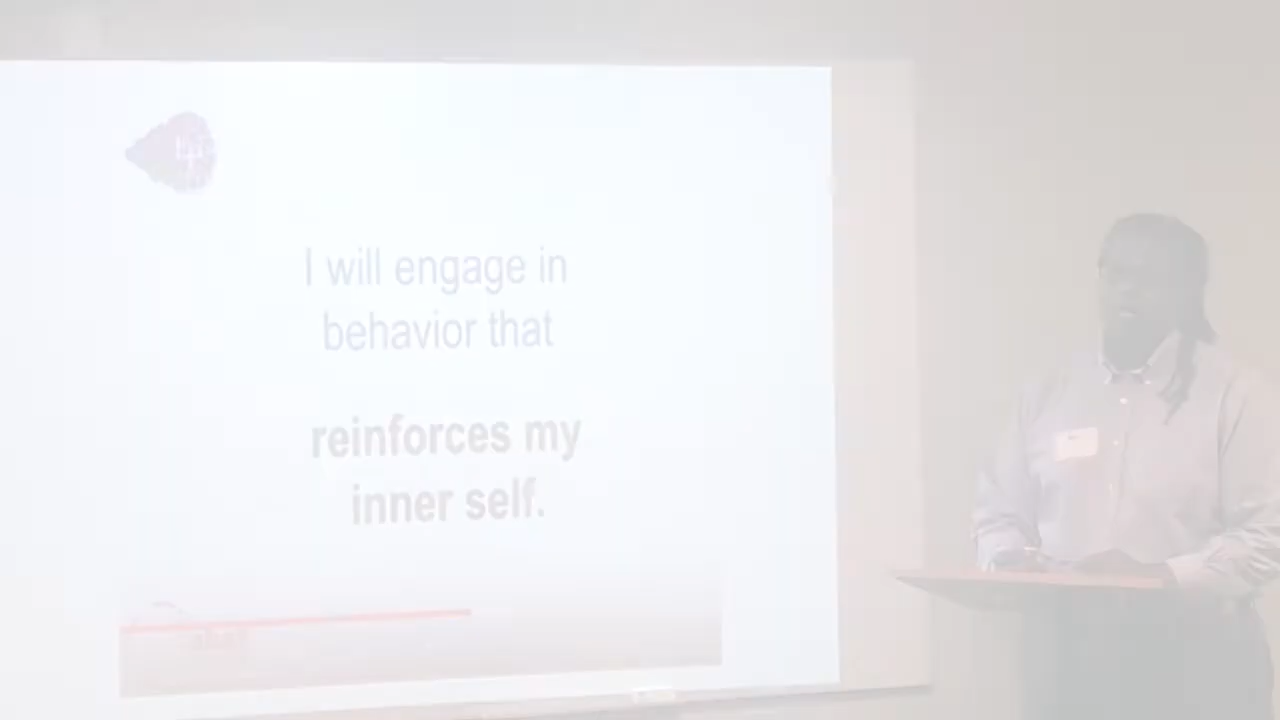 I will engage in
behavior that
reinforces my
inner self.